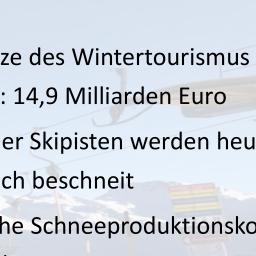 ze des Wintertourismus
: 14,9 Milliarden Euro
er Skipisten werden heu
ch beschneit
he Schneeproduktionsko